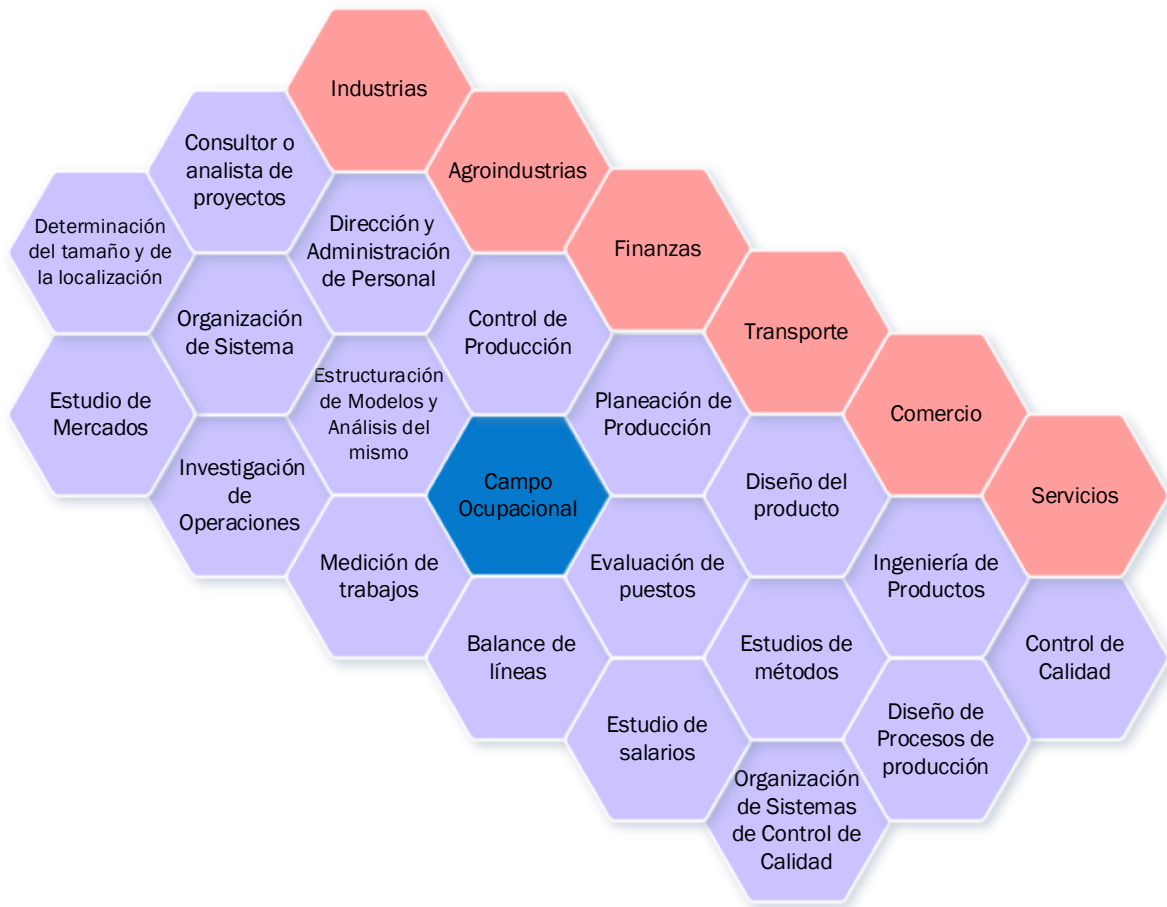 Industrias
Consultor o
analista de
proyectos
Agroindustrias
Determinación
del tamaño y de
la localización
Dirección y
Administración
de Personal
Finanzas
Organización
de Sistema
Control de
Producción
Transporte
Estudio de
Mercados
Estructuración
de Modelos y
Análisis del
mismo
Planeación de
Producción
Comercio
Investigación
de
Operaciones
Campo
Ocupacional
Diseño del
producto
Servicios
Medición de
trabajos
Evaluación de
puestos
Ingeniería de
Productos
Balance de
líneas
Estudios de
métodos
Control de
Calidad
Estudio de
salarios
Diseño de
Procesos de
producción
Organización
de Sistemas
de Control de
Calidad